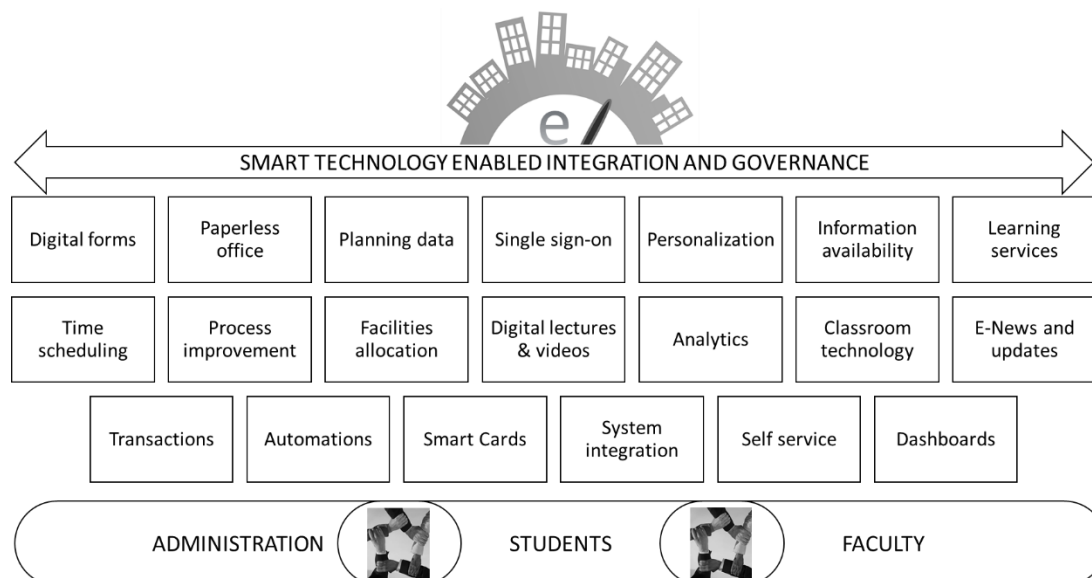 e
SMART TECHNOLOGY ENABLED INTEGRATION AND GOVERNANCE
Digital forms
Paperless
office
Planning data
Single sign-on
Personalization
Information
availability
Learning
services
Time
scheduling
Process
improvement
Facilities
allocation
Digital lectures
& videos
Analytics
Classroom
technology
E-News and
updates
Transactions
Automations
Smart Cards
System
integration
Self service
Dashboards
ADMINISTRATION
STUDENTS
FACULTY